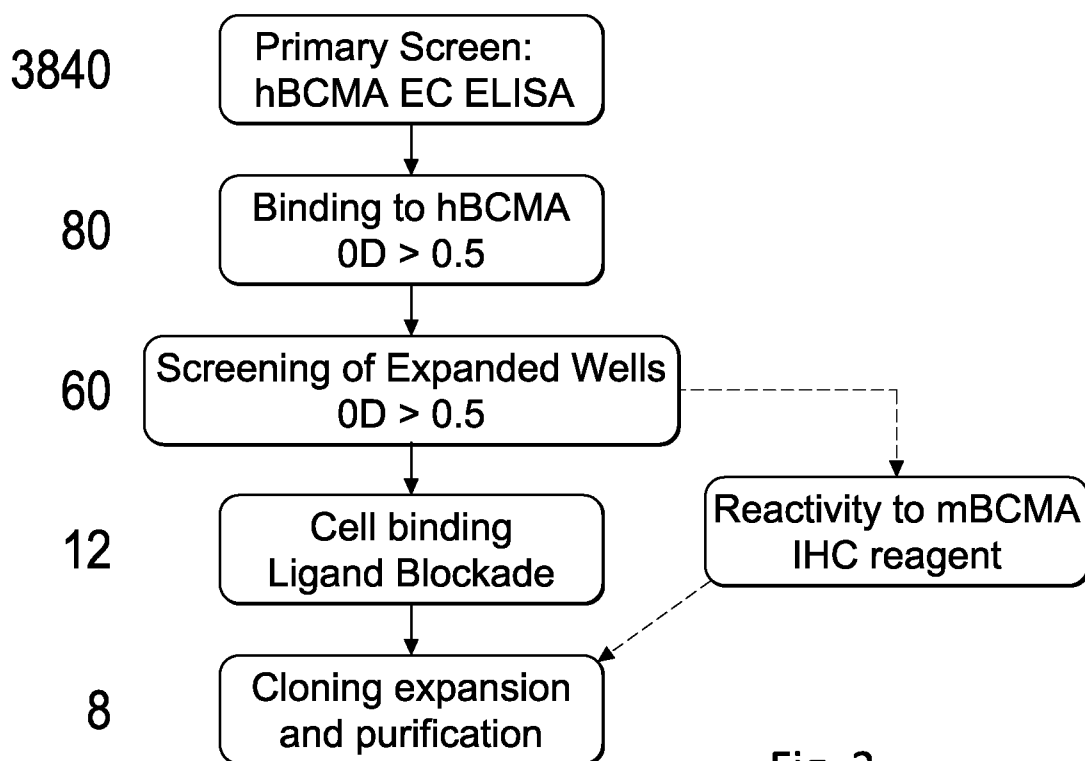 3840
Primary Screen:
hBCMA EC ELISA
80
Binding to hBCMA
0D > 0.5
60
Screening of Expanded Wells
0D > 0.5
12
Cell binding
Ligand Blockade
Reactivity to mBCMA
IHC reagent
8
Cloning expansion
and purification